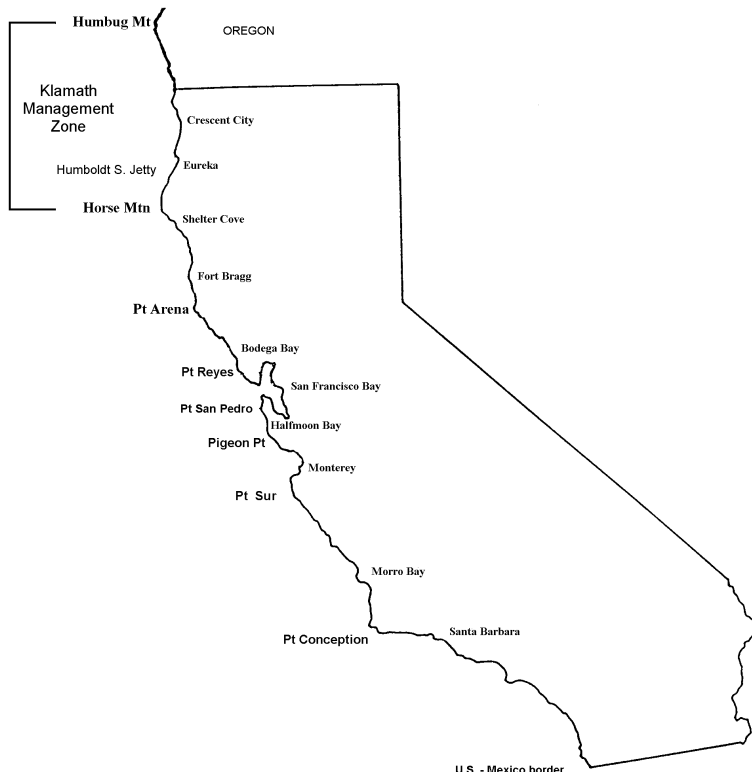 Humbug Mt
OREGON
Klamath
Management
Zone
Crescent City
Humboldt S. Jetty
Eureka
Horse Mtn
Shelter Cove
Fort Bragg
Pt Arena
Bodega Bay
Pt Reyes
San Francisco Bay
Pt San Pedro
Halfmoon Bay
Pigeon Pt
Monterey
Pt Sur
Morro Bay
Pt Conception
Santa Barbara
U.S. - Mexico border